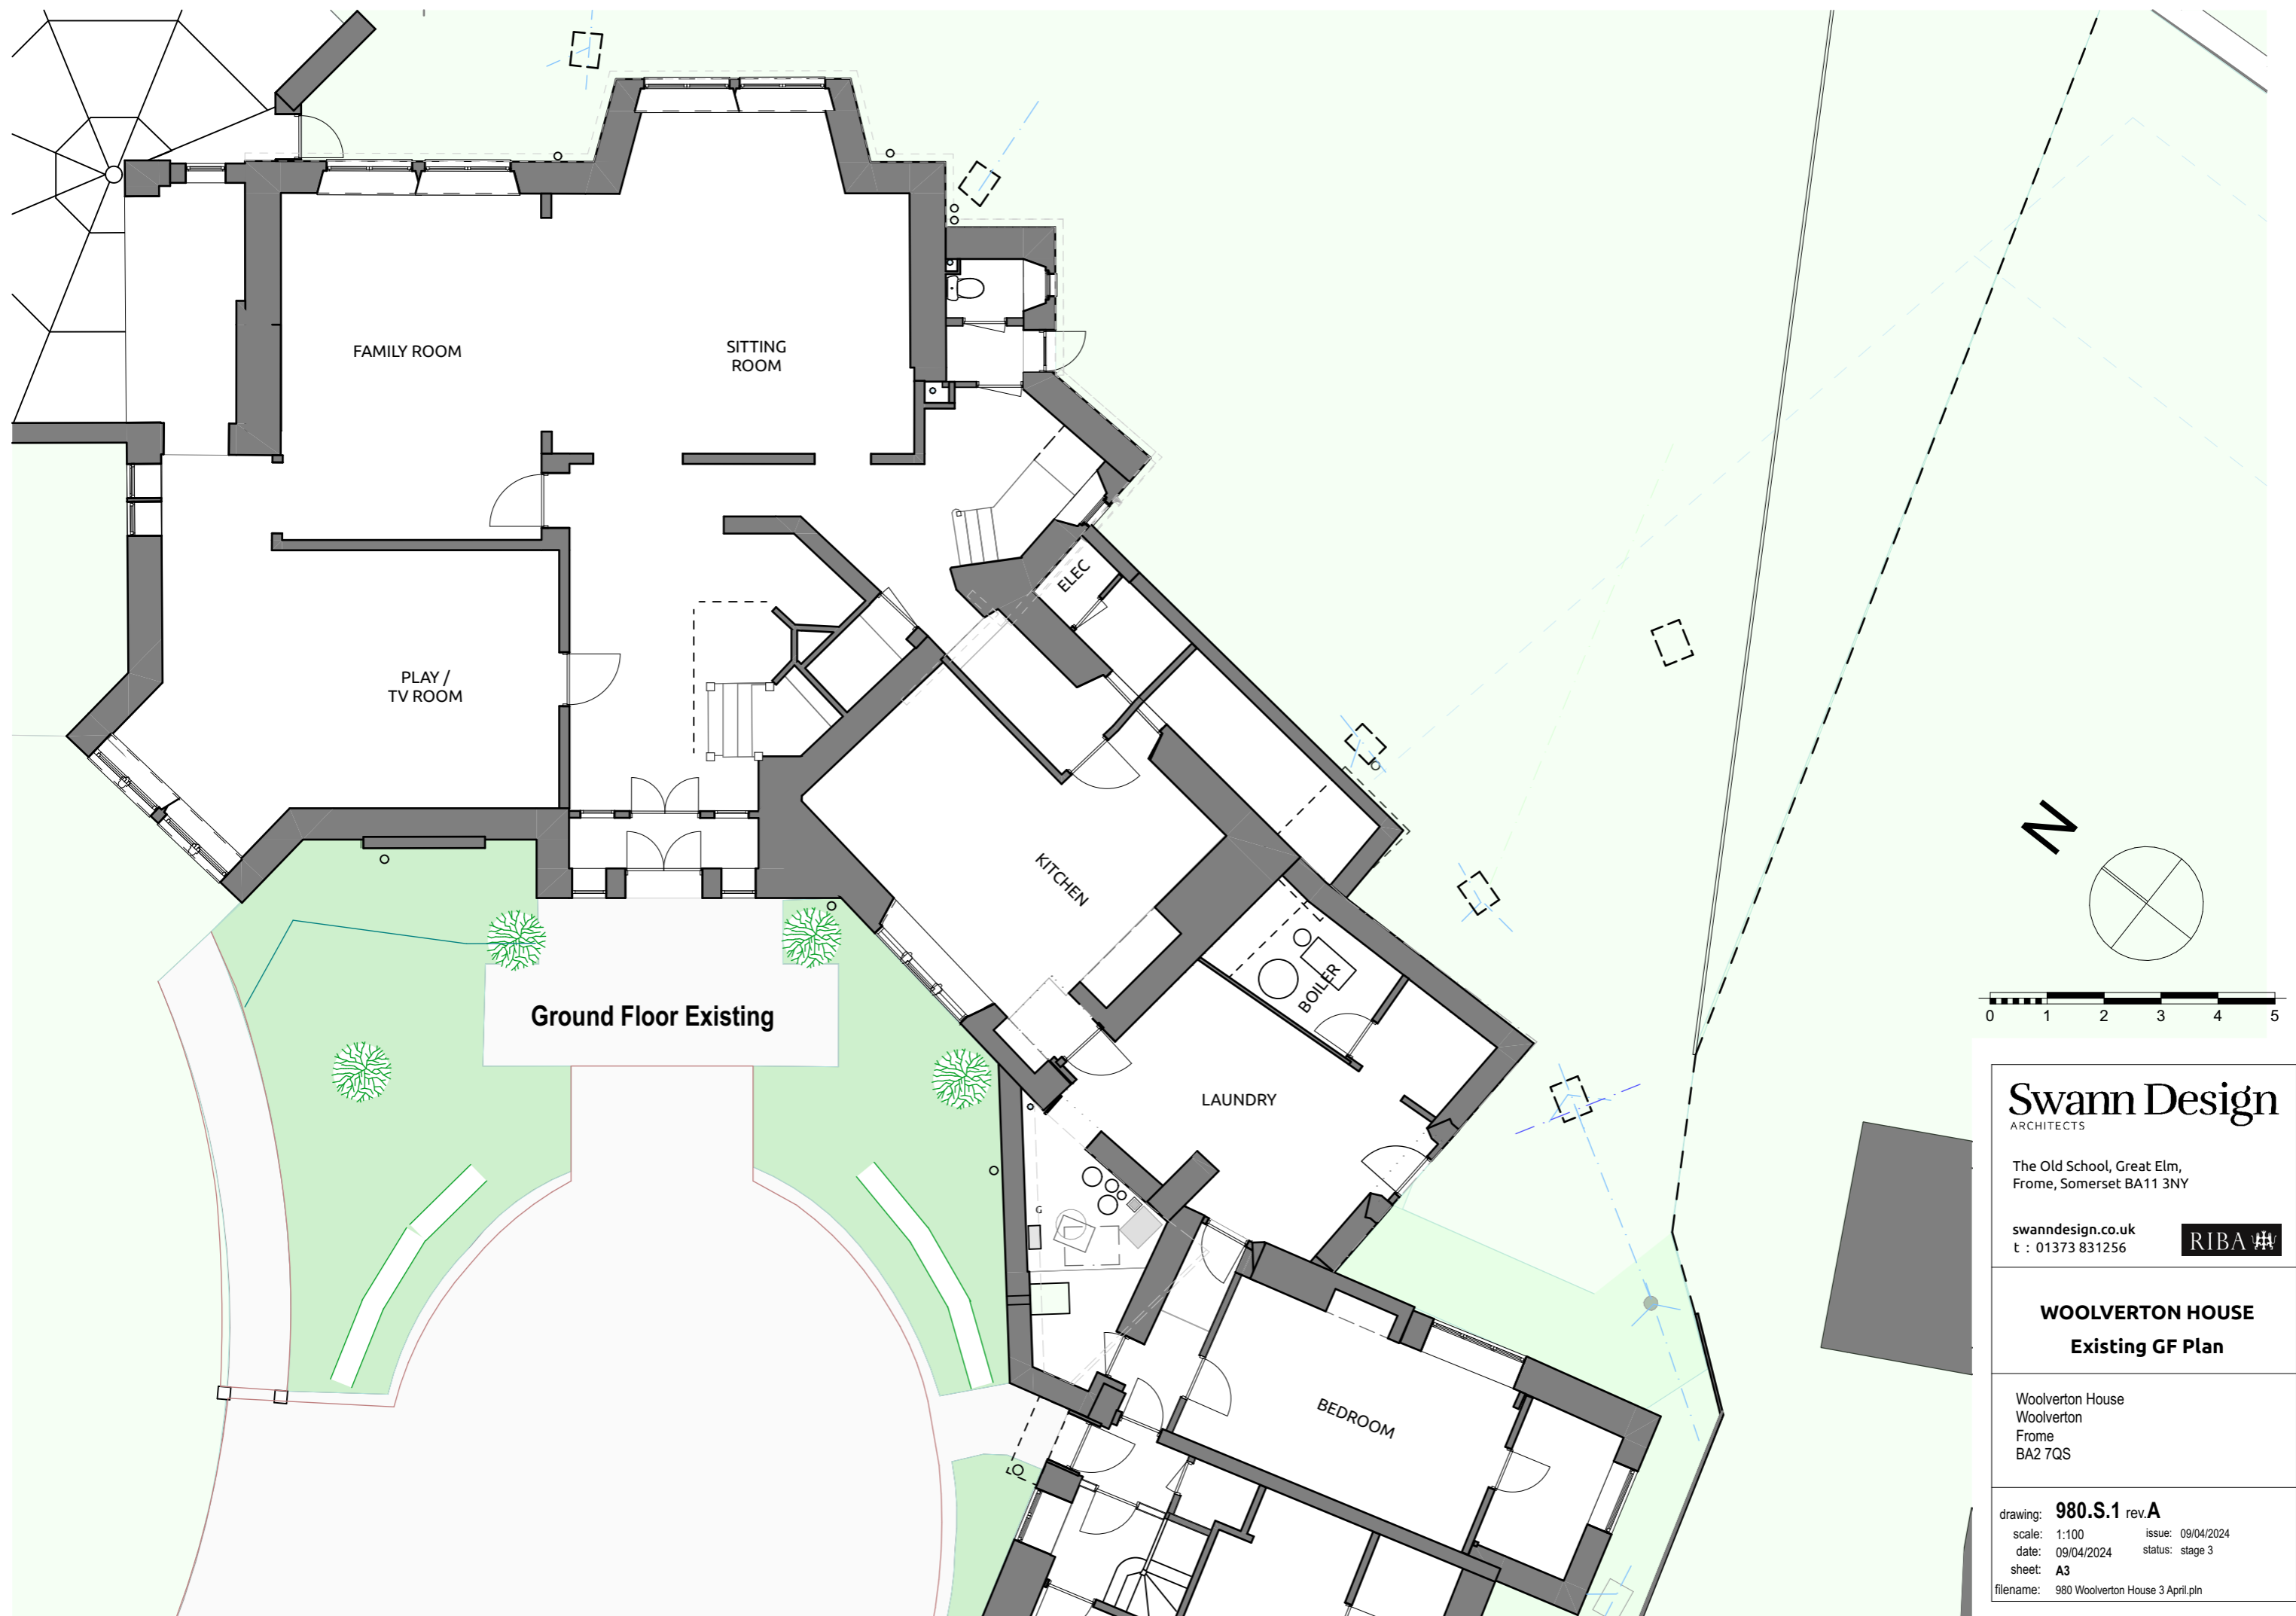 FAMILY ROOM
SITTING
ROOM
ELEC
PLAY /
TV ROOM
KITCHEN
BOILER
Ground Floor Existing
LAUNDRY
G
BEDROOM
N
0 1 2 3 4 5
Swann Design
ARCHITECTS
The Old School, Great Elm,
Frome, Somerset BA11 3NY
swanndesign.co.uk
t : 01373 831256
RIBA
WOOLVERTON HOUSE
Existing GF Plan
Woolverton House
Woolverton
Frome
BA2 7QS
drawing: 980.S.1 rev.A
scale: 1:100 issue: 09/04/2024
date: 09/04/2024 status: stage 3
sheet: A3
filename: 980 Woolverton House 3 April.pln